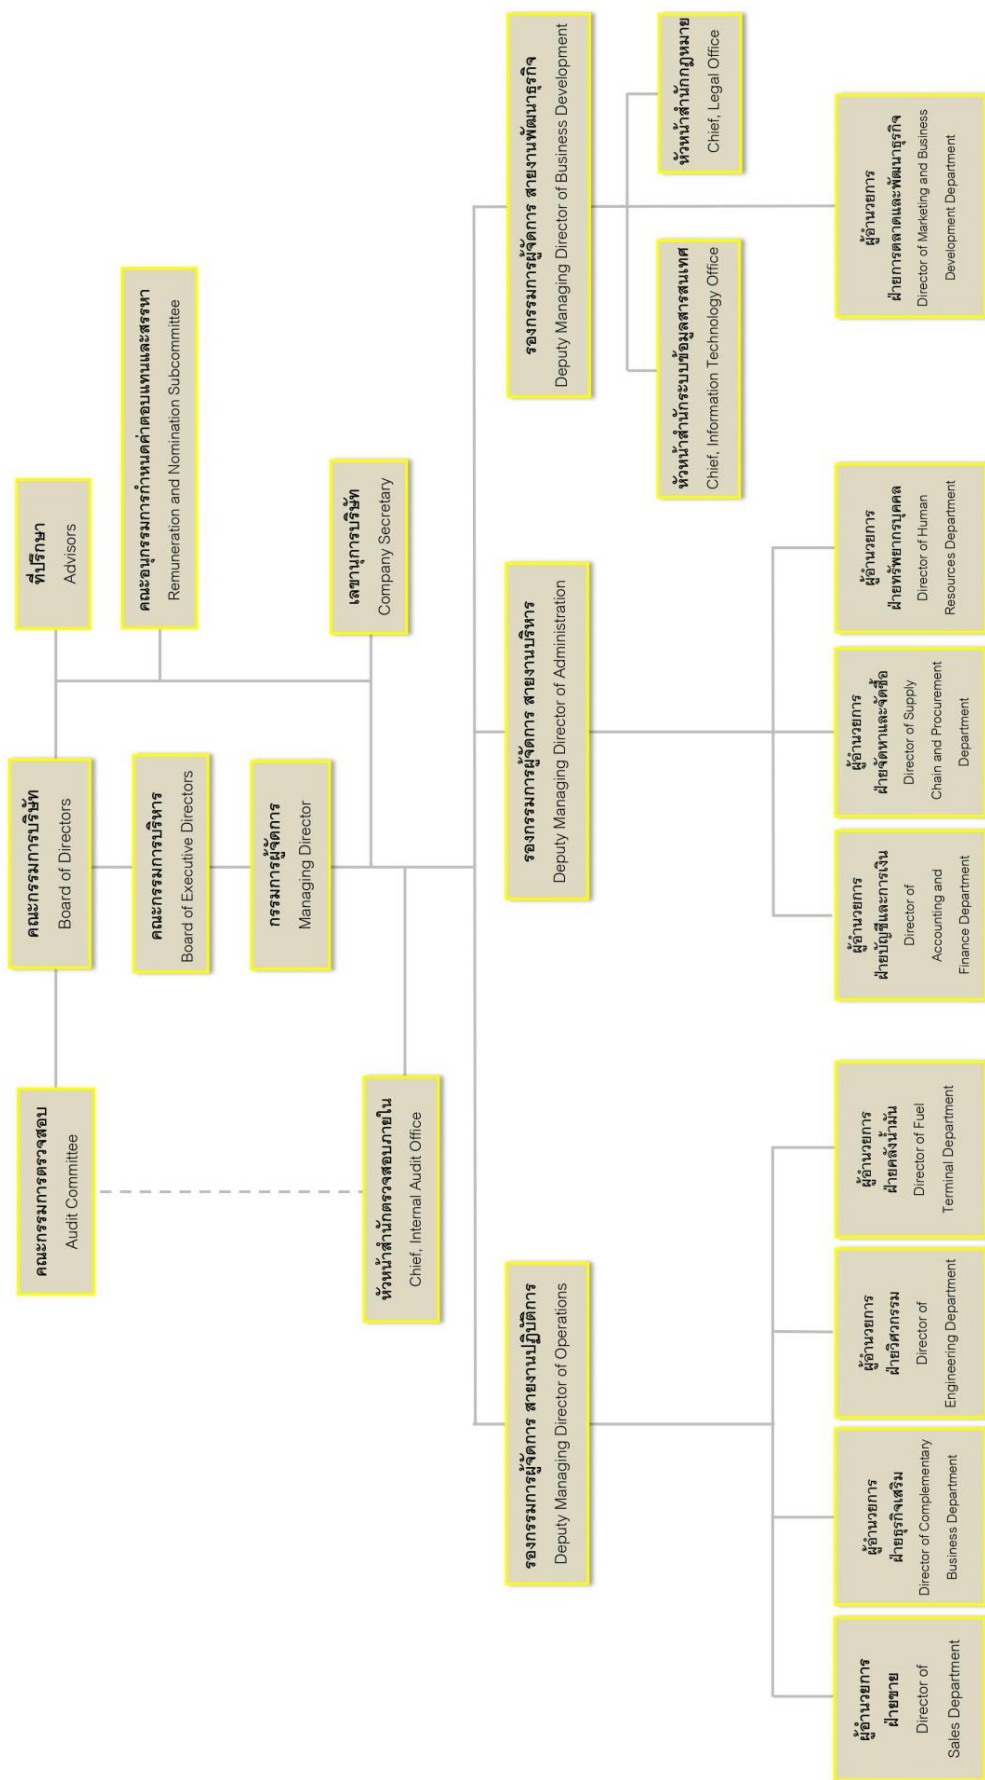 คณะกรรมการตรวจสอบ
Audit Committee
คณะกรรมการบริษัท
Board of Directors
ที่ปรึกษา
Advisors
คณะอนุกรรมการกำหนดค่าตอบแทนและสรรหา
Remuneration and Nomination Subcommittee
คณะกรรมการบริหาร
Board of Executive Directors
กรรมการผู้จัดการ
Managing Director
เลขานุการบริษัท
Company Secretary
หัวหน้าสำนักตรวจสอบภายใน
Chief, Internal Audit Office
รองกรรมการผู้จัดการ สายงานปฏิบัติการ
Deputy Managing Director of Operations
รองกรรมการผู้จัดการ สายงานบริหาร
Deputy Managing Director of Administration
รองกรรมการผู้จัดการ สายงานพัฒนาธุรกิจ
Deputy Managing Director of Business Development
หัวหน้าสำนักระบบข้อมูลสารสนเทศ
Chief, Information Technology Office
หัวหน้าสำนักกฎหมาย
Chief, Legal Office
ผู้อำนวยการ
ฝ่ายขาย
Director of
Sales Department
ผู้อำนวยการ
ฝ่ายธุรกิจเสริม
Director of Complementary
Business Department
ผู้อำนวยการ
ฝ่ายวิศวกรรม
Director of
Engineering Department
ผู้อำนวยการ
ฝ่ายคลังน้ำมัน
Director of Fuel
Terminal Department
ผู้อำนวยการ
ฝ่ายบัญชีและการเงิน
Director of
Accounting and
Finance Department
ผู้อำนวยการ
ฝ่ายจัดหาและจัดซื้อ
Director of Supply
Chain and Procurement
Department
ผู้อำนวยการ
ฝ่ายทรัพยากรบุคคล
Director of Human
Resources Department
ผู้อำนวยการ
ฝ่ายการตลาดและพัฒนาธุรกิจ
Director of Marketing and Business
Development Department